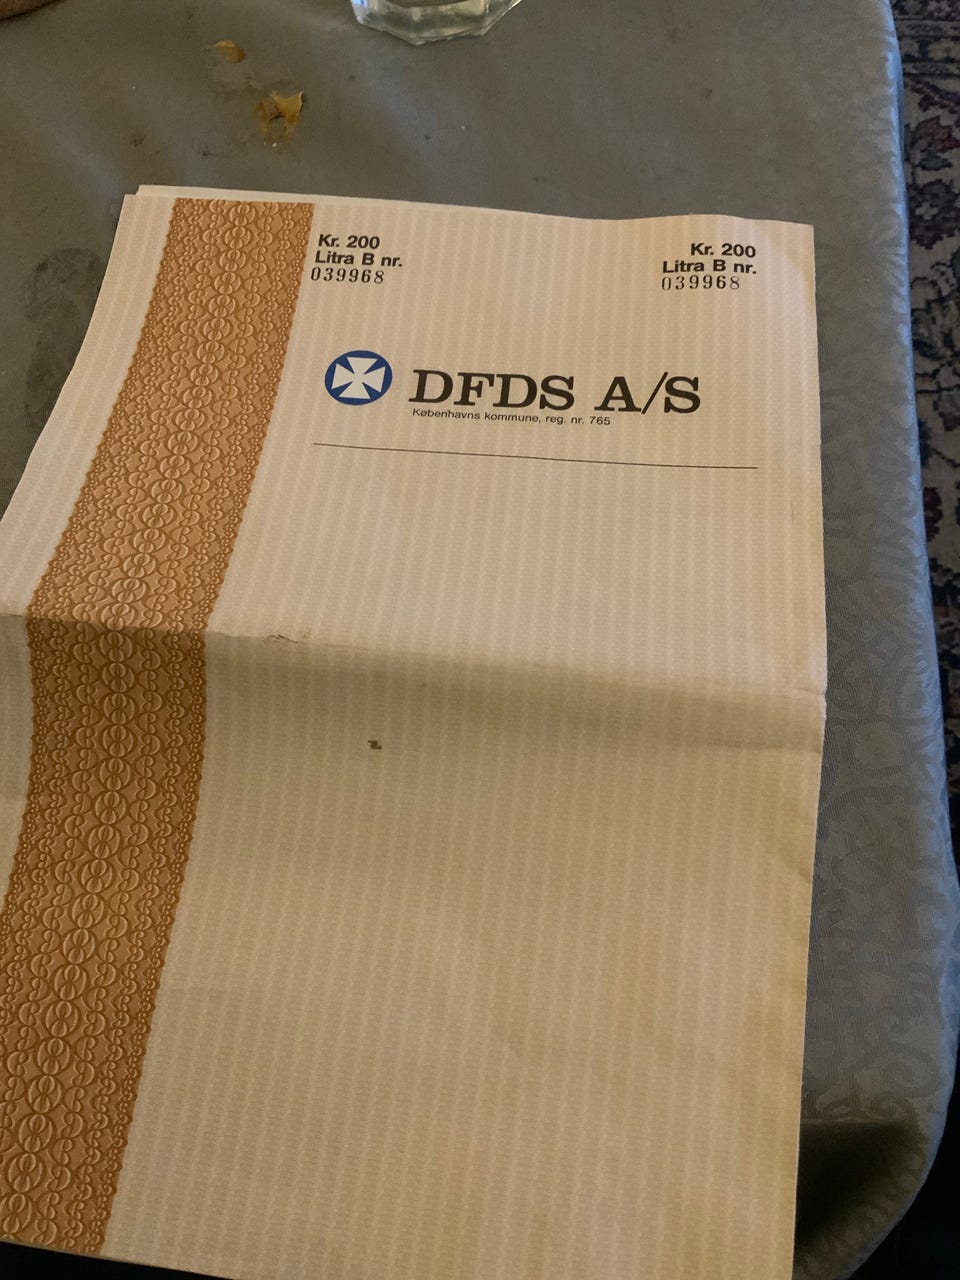 Kr. 200
Litra B nr.
039968
Kr. 200
Litra B nr.
039968
DFDS A/S
Københavns kommune, reg. nr. 765